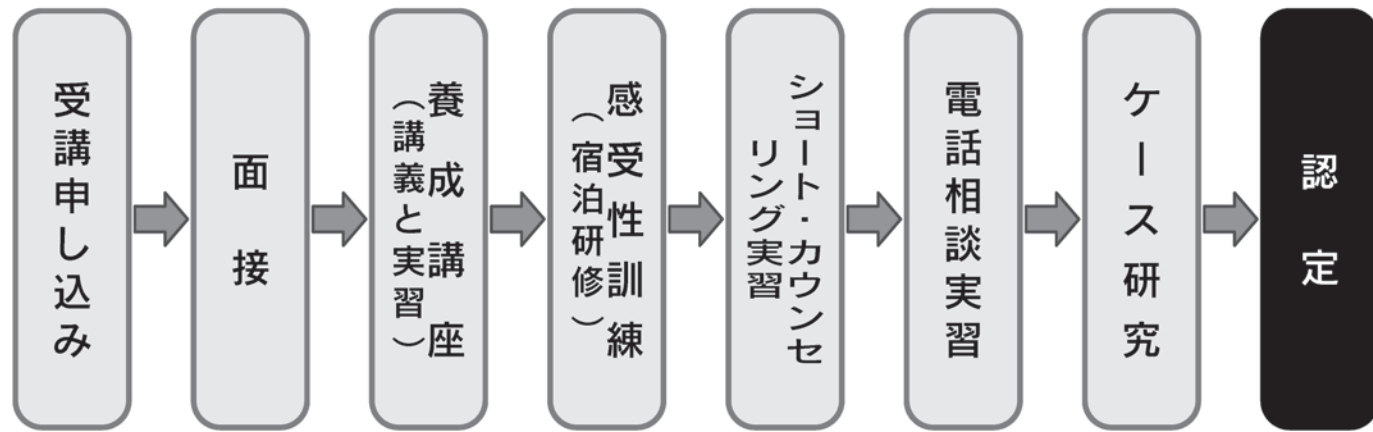 受講申し込み
面接
養成講座
（講義と実習）
感受性訓練
（宿泊研修）
ショート・カウンセ
リング実習
電話相談実習
ケース研究
認定